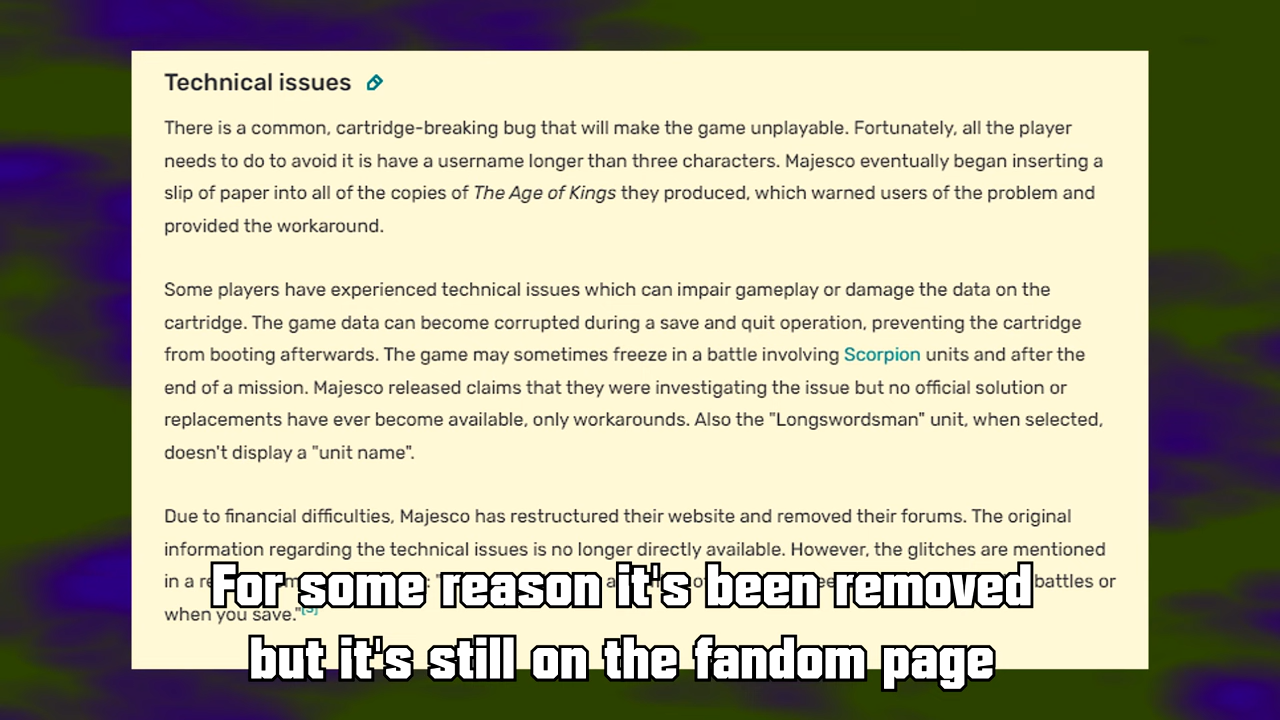 Technical issues
There is a common, cartridge-breaking bug that will make the game unplayable. Fortunately, all the player
needs to do to avoid it is have a username longer than three characters. Majesco eventually began inserting a
slip of paper into all of the copies of The Age of Kings they produced, which warned users of the problem and
provided the workaround.
Some players have experienced technical issues which can impair gameplay or damage the data on the
cartridge. The game data can become corrupted during a save and quit operation, preventing the cartridge
from booting afterwards. The game may sometimes freeze in a battle involving Scorpion units and after the
end of a mission. Majesco released claims that they were investigating the issue but no official solution or
replacements have ever become available, only workarounds. Also the "Longswordsman" unit, when selected,
doesn't display a "unit name".
Due to financial difficulties, Majesco has restructured their website and removed their forums. The original
information regarding the technical issues is no longer directly available. However, the glitches are mentioned
in a battles or
when you save."
For some reason it's been removed
but it's still on the fandom page